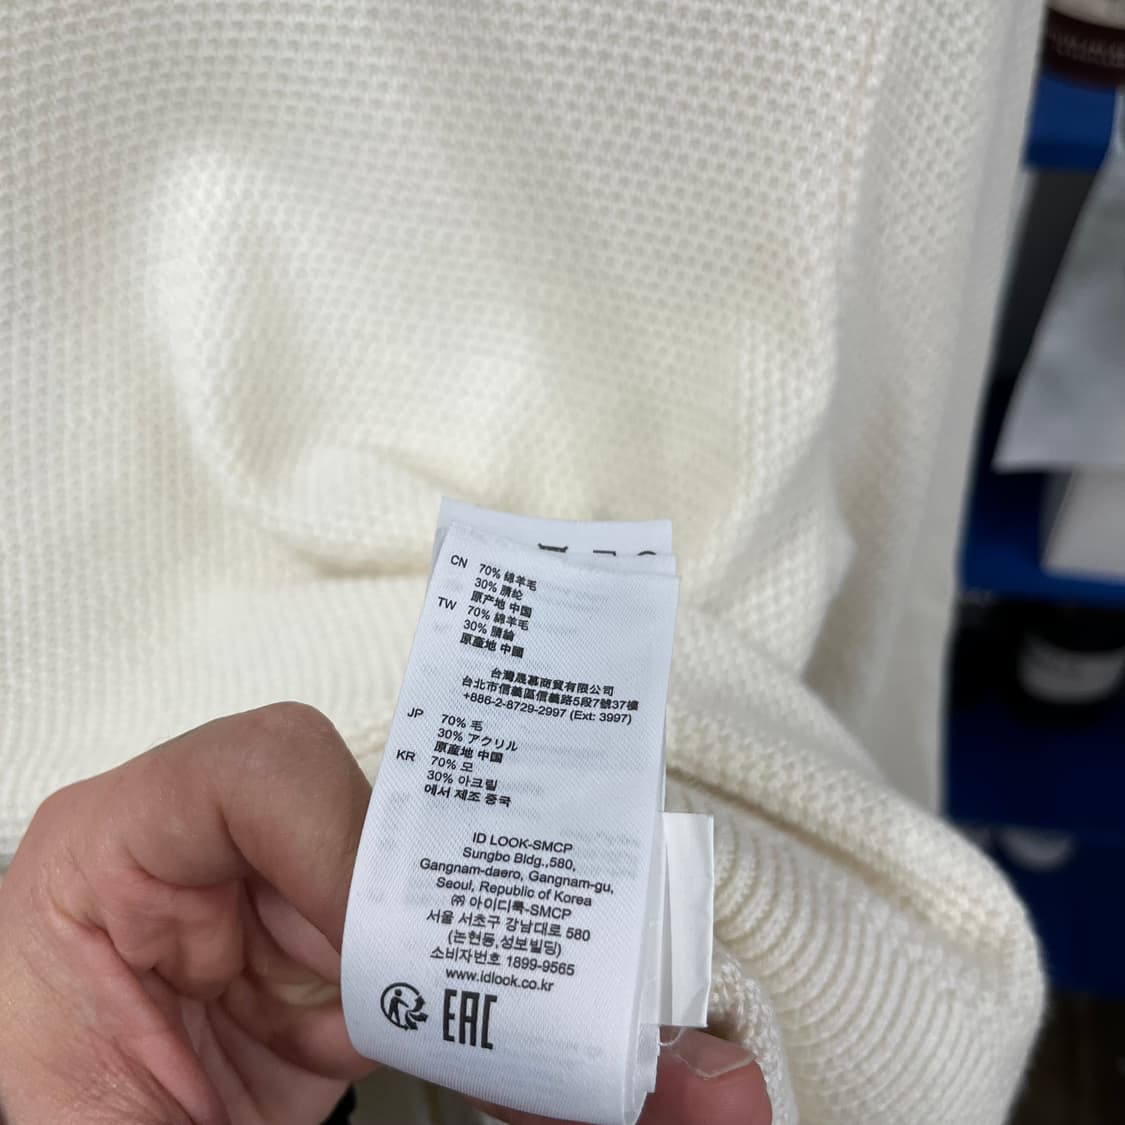 CN 70% 綿羊毛
30% 腈纶
原产地 中国
TW 70% 綿羊毛
30% 腈綸
原產地 中國
台灣晟慕商貿有限公司
台北市信義區信義路5段7號37樓
+886-2-8729-2997 (Ext: 3997)
JP 70% 毛
30% アクリル
原産地 中国
KR 70% 모
30% 아크릴
에서 제조 중국
ID LOOK-SMCP
Sungbo Bldg.,580,
Gangnam-daero, Gangnam-gu,
Seoul, Republic of Korea
㈜ 아이디룩-SMCP
서울 서초구 강남대로 580
(논현동,성보빌딩)
소비자번호 1899-9565
www.idlook.co.kr
EAC